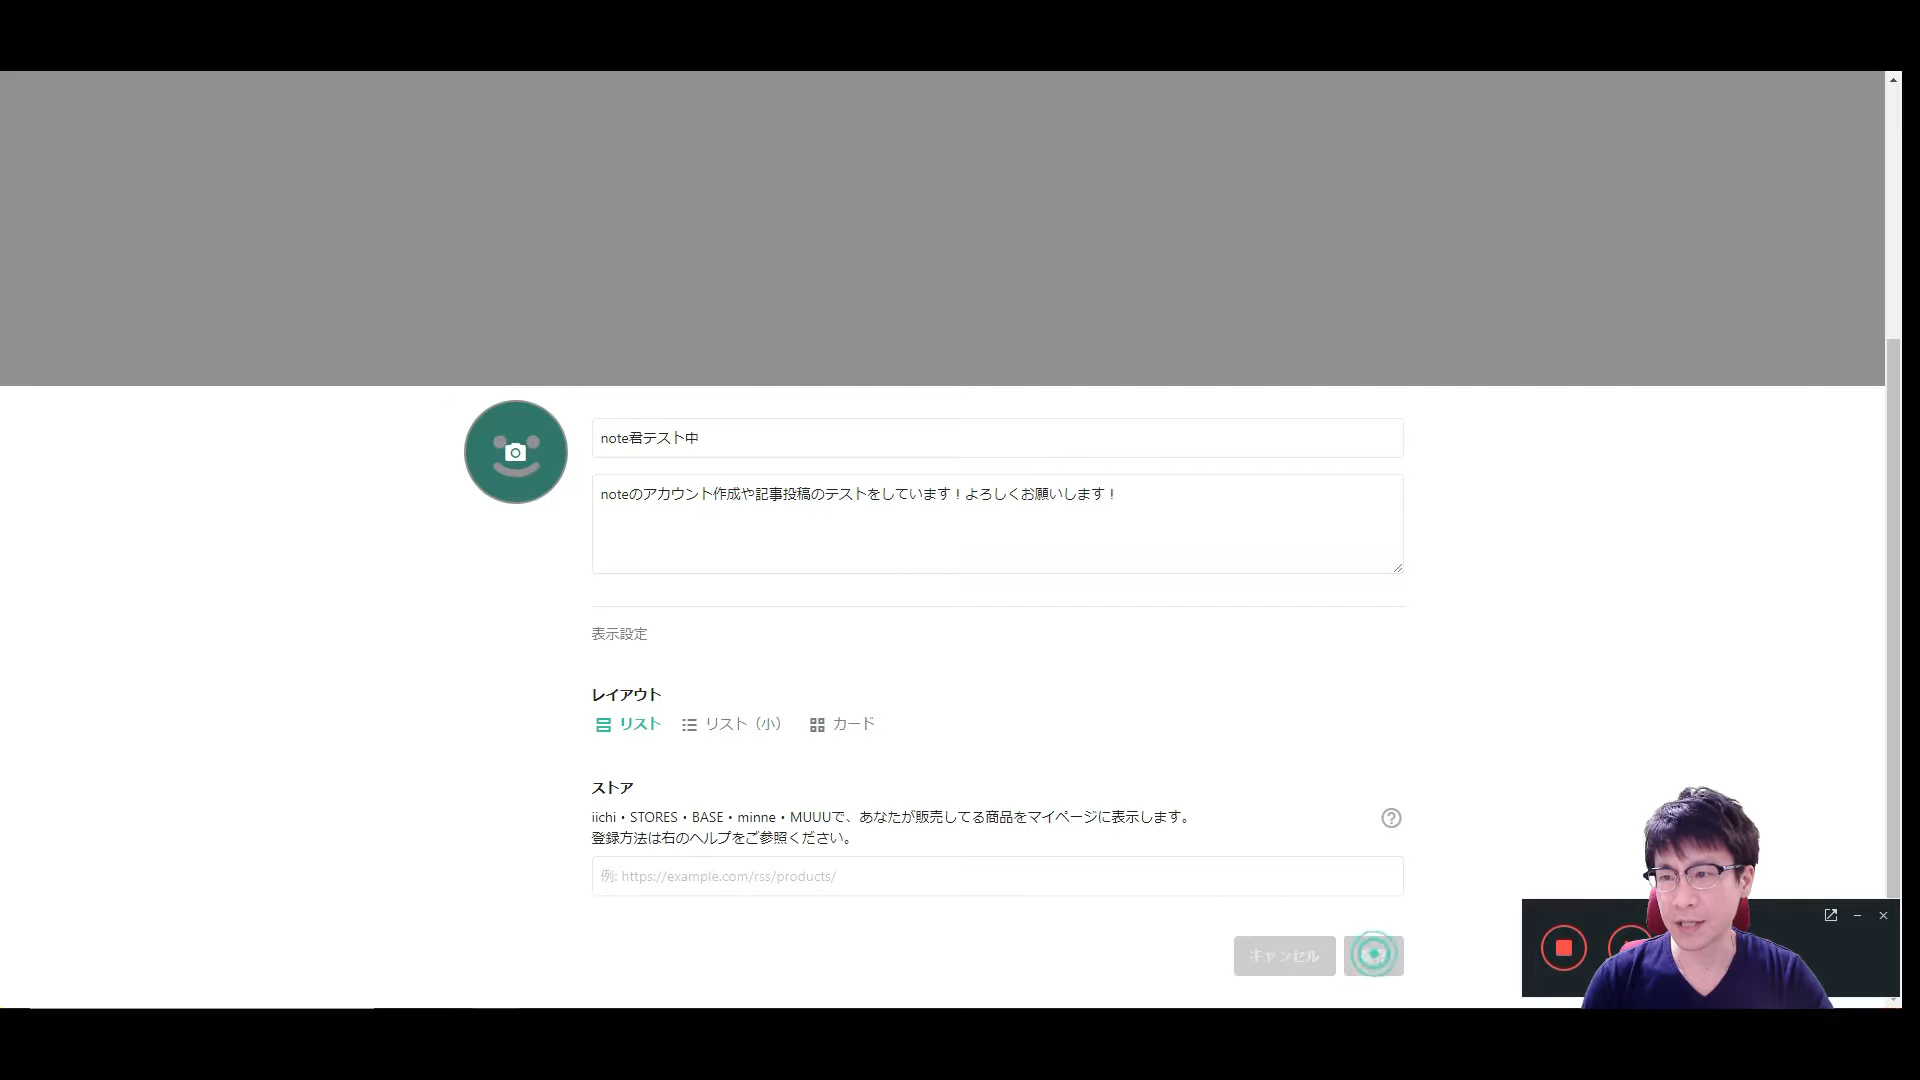 note君テスト中
noteのアカウント作成や記事投稿のテストをしています！よろしくお願いします！
表示設定
レイアウト
リスト リスト（小） カード
ストア
iichi・STORES・BASE・minne・MUUUで、あなたが販売してる商品をマイページに表示します。
登録方法は右のヘルプをご参照ください。
例: https://example.com/rss/products/
キャンセル